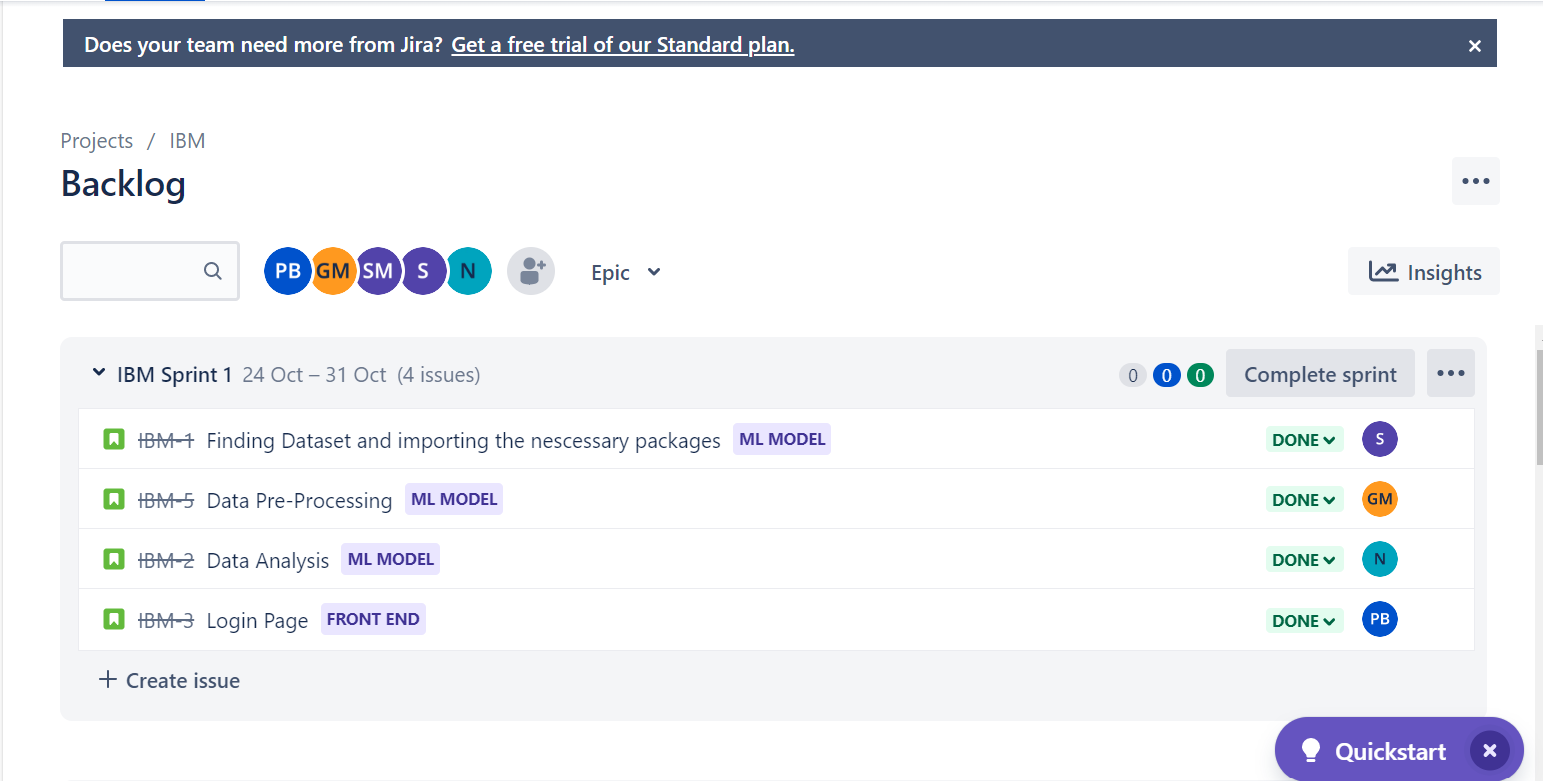 Does your team need more from Jira? Get a free trial of our Standard plan.
Projects / IBM
Backlog
PB GM SM S N Epic Insights
IBM Sprint 1 24 Oct – 31 Oct (4 issues) 0 0 0 Complete sprint
IBM-1 Finding Dataset and importing the nescessary packages ML MODEL DONE S
IBM-5 Data Pre-Processing ML MODEL DONE GM
IBM-2 Data Analysis ML MODEL DONE N
IBM-3 Login Page FRONT END DONE PB
+ Create issue
Quickstart